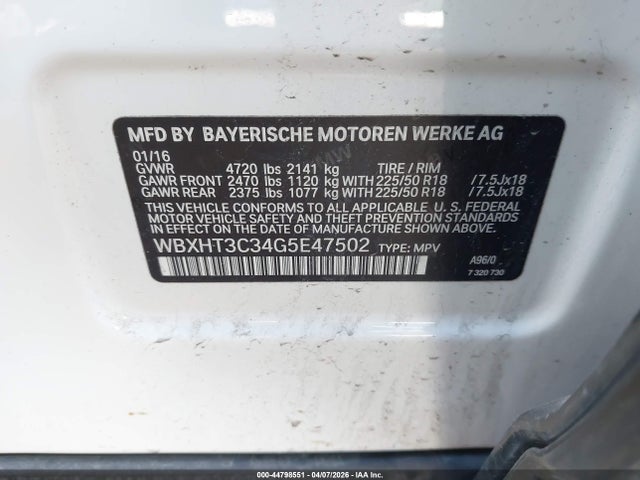 MFD BY BAYERISCHE MOTOREN WERKE AG
01/16
GVWR 4720 lbs 2141 kg TIRE / RIM
GAWR FRONT 2470 lbs 1120 kg WITH 225/50 R18 /7.5Jx18
GAWR REAR 2375 lbs 1077 kg WITH 225/50 R18 /7.5Jx18
THIS VEHICLE CONFORMS TO ALL APPLICABLE U. S. FEDERAL
MOTOR VEHICLE SAFETY AND THEFT PREVENTION STANDARDS
IN EFFECT ON THE DATE OF MANUFACTURE SHOWN ABOVE.
WBXHT3C34G5E47502 TYPE: MPV
A96/0
7 320 730
000-44798551 - 04/07/2026 - IAA Corp.